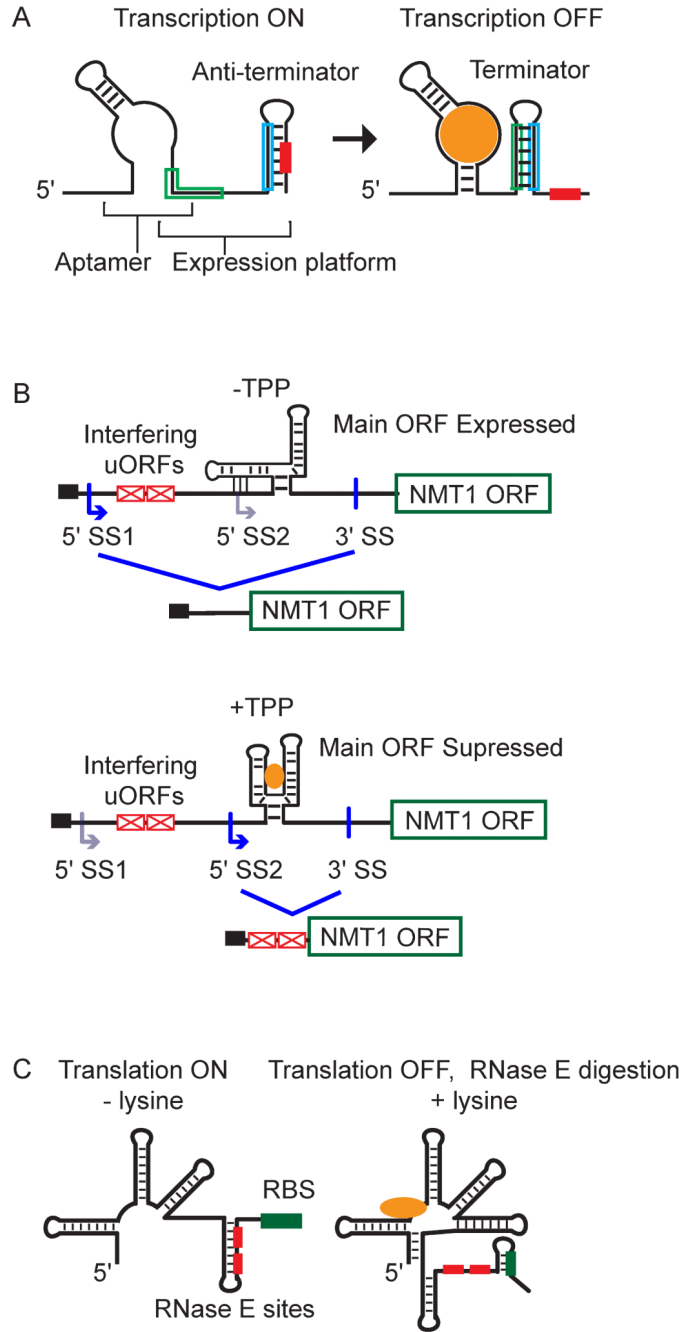 A
Transcription ON
Transcription OFF
Anti-terminator
Terminator
5'
5'
Aptamer
Expression platform
B
-TPP
Interfering
uORFs
Main ORF Expressed
NMT1 ORF
5' SS1
5' SS2
3' SS
NMT1 ORF
+TPP
Interfering
uORFs
Main ORF Supressed
NMT1 ORF
5' SS1
5' SS2
3' SS
NMT1 ORF
C
Translation ON
- lysine
Translation OFF, RNase E digestion
+ lysine
RBS
5'
5'
RNase E sites